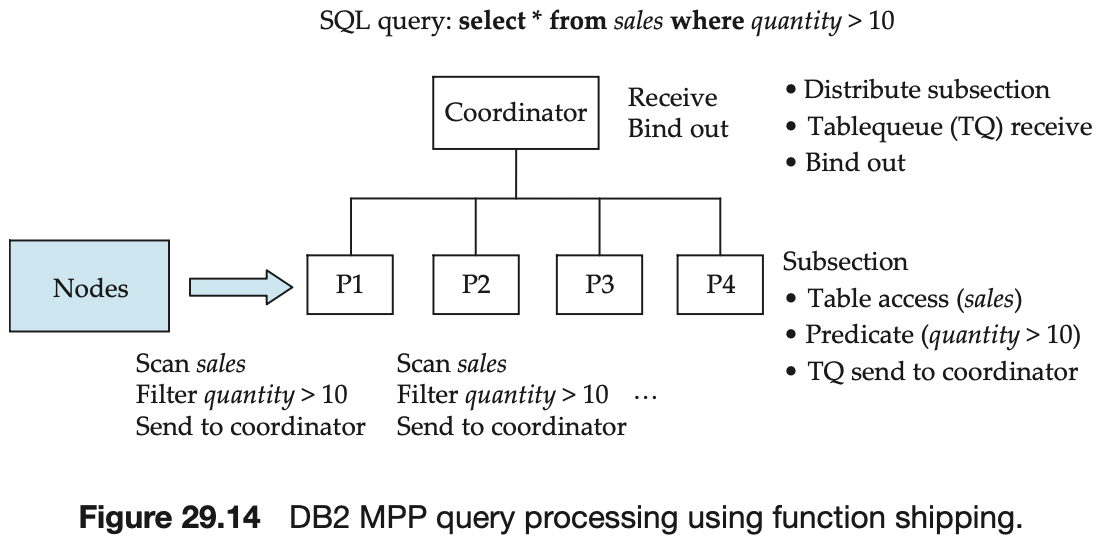 SQL query: select * from sales where quantity > 10
Coordinator
Receive
Bind out
• Distribute subsection
• Tablequeue (TQ) receive
• Bind out
Nodes
P1
P2
P3
P4
Subsection
• Table access (sales)
• Predicate (quantity > 10)
• TQ send to coordinator
Scan sales
Filter quantity > 10
Send to coordinator
Scan sales
Filter quantity > 10
Send to coordinator
...
Figure 29.14 DB2 MPP query processing using function shipping.